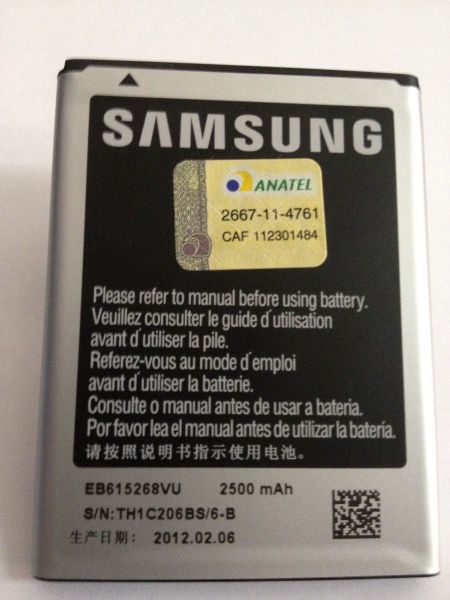 SAMSUNG
ANATEL
2667-11-4761
CAF 112301484
Please refer to manual before using battery.
Veuillez consulter le guide d'utilisation
avant d'utiliser la pile.
Referez-vous au mode d'emploi
avant d'utiliser la batterie.
Consulte o manual antes de usar a bateria.
Por favor lea el manual antes de utilizar la batería.
请按照说明书指示使用电池。
EB615268VU 2500 mAh
S/N:TH1C206BS/6-B
生产日期: 2012.02.06